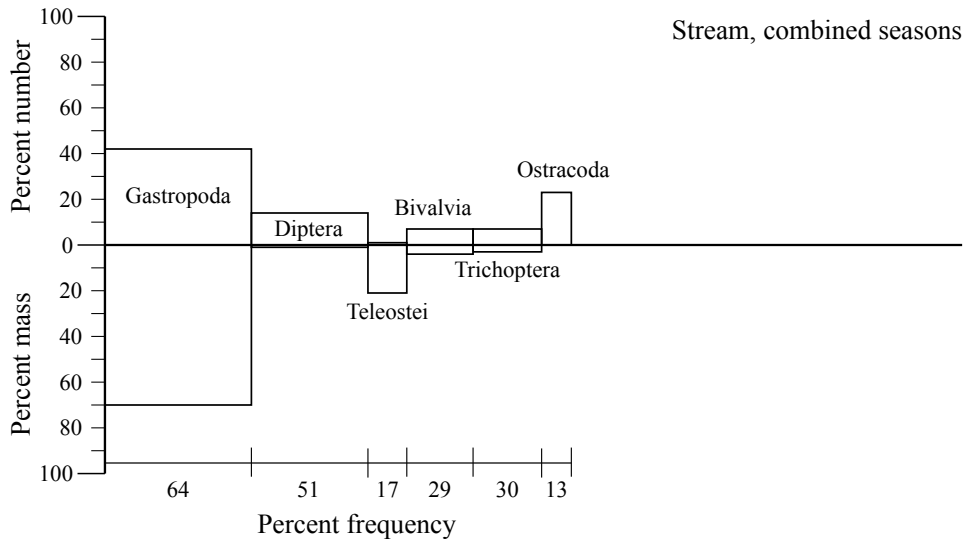 Stream, combined seasons
Percent number
100
80
60
40
20
0
20
40
60
80
100
Percent mass
Gastropoda
Diptera
Teleostei
Bivalvia
Trichoptera
Ostracoda
64 51 17 29 30 13
Percent frequency